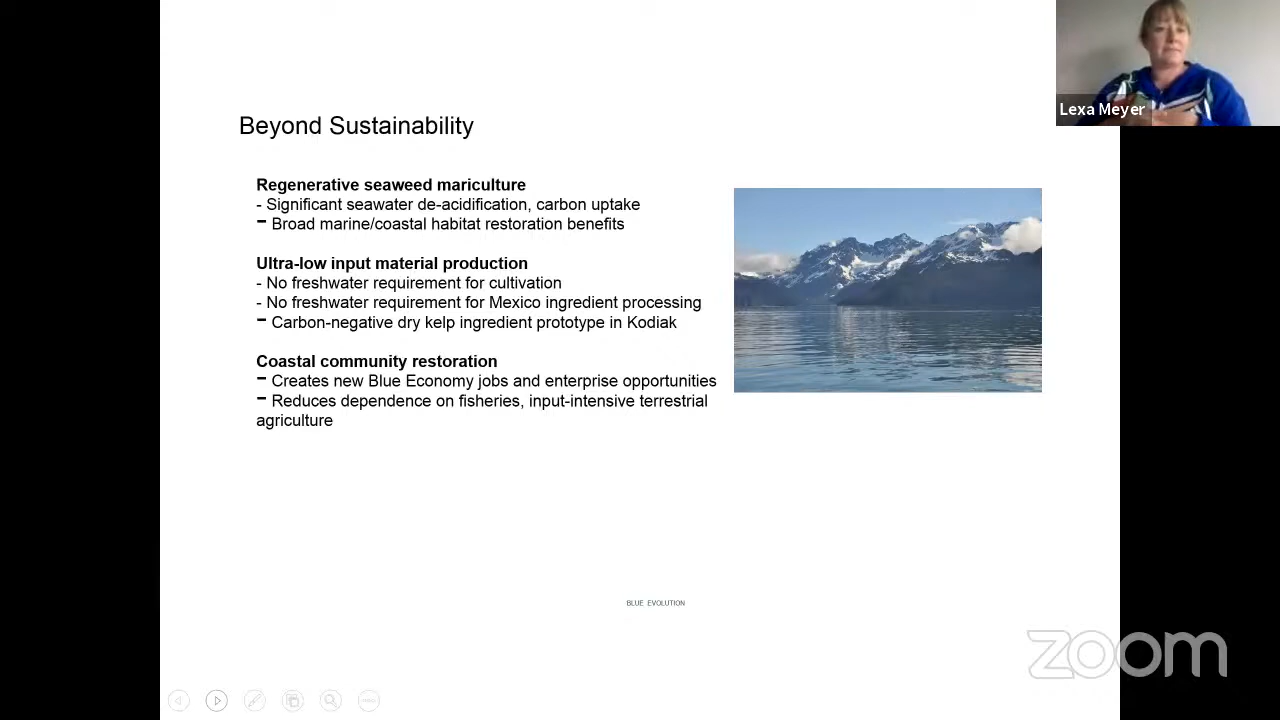 Lexa Meyer
Beyond Sustainability
Regenerative seaweed mariculture
- Significant seawater de-acidification, carbon uptake
- Broad marine/coastal habitat restoration benefits
Ultra-low input material production
- No freshwater requirement for cultivation
- No freshwater requirement for Mexico ingredient processing
- Carbon-negative dry kelp ingredient prototype in Kodiak
Coastal community restoration
- Creates new Blue Economy jobs and enterprise opportunities
- Reduces dependence on fisheries, input-intensive terrestrial
agriculture
BLUE EVOLUTION
zoom